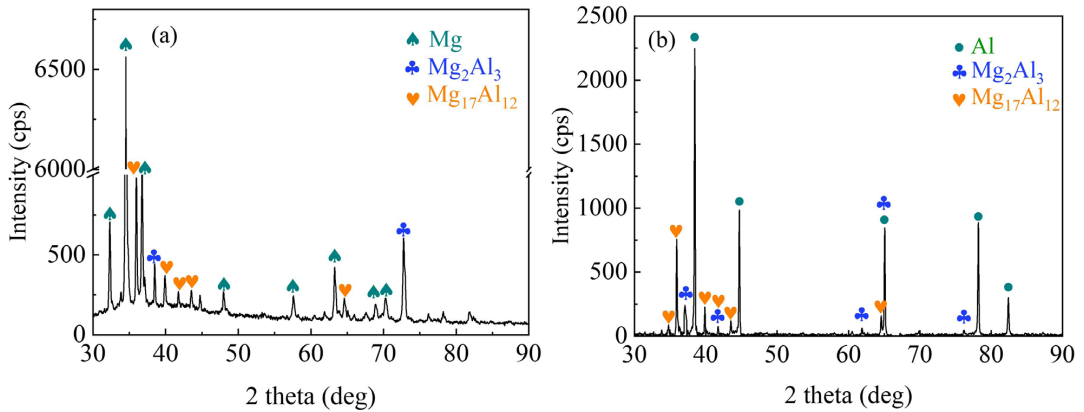 (a)
Mg
Mg₂Al₃
Mg₁₇Al₁₂
6500
6000
500
0
Intensity (cps)
30 40 50 60 70 80 90
2 theta (deg)
(b)
Al
Mg₂Al₃
Mg₁₇Al₁₂
2500
2000
1500
1000
500
0
Intensity (cps)
30 40 50 60 70 80 90
2 theta (deg)